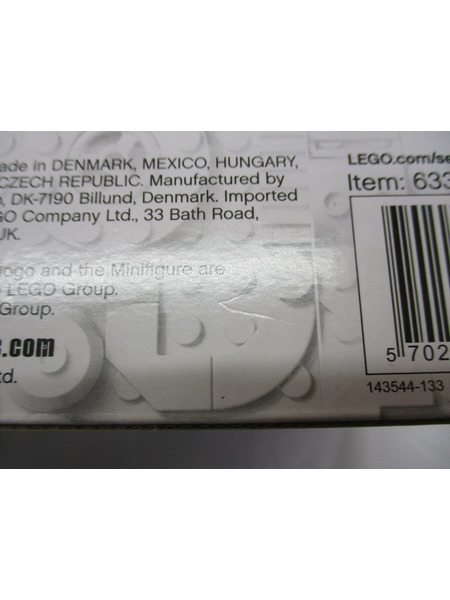 ade in DENMARK, MEXICO, HUNGARY,
CZECH REPUBLIC. Manufactured by
, DK-7190 Billund, Denmark. Imported
GO Company Ltd., 33 Bath Road,
UK.
logo and the Minifigure are
LEGO Group.
Group.
s.com
td.
LEGO.com/se
Item: 633
5 702
143544-133